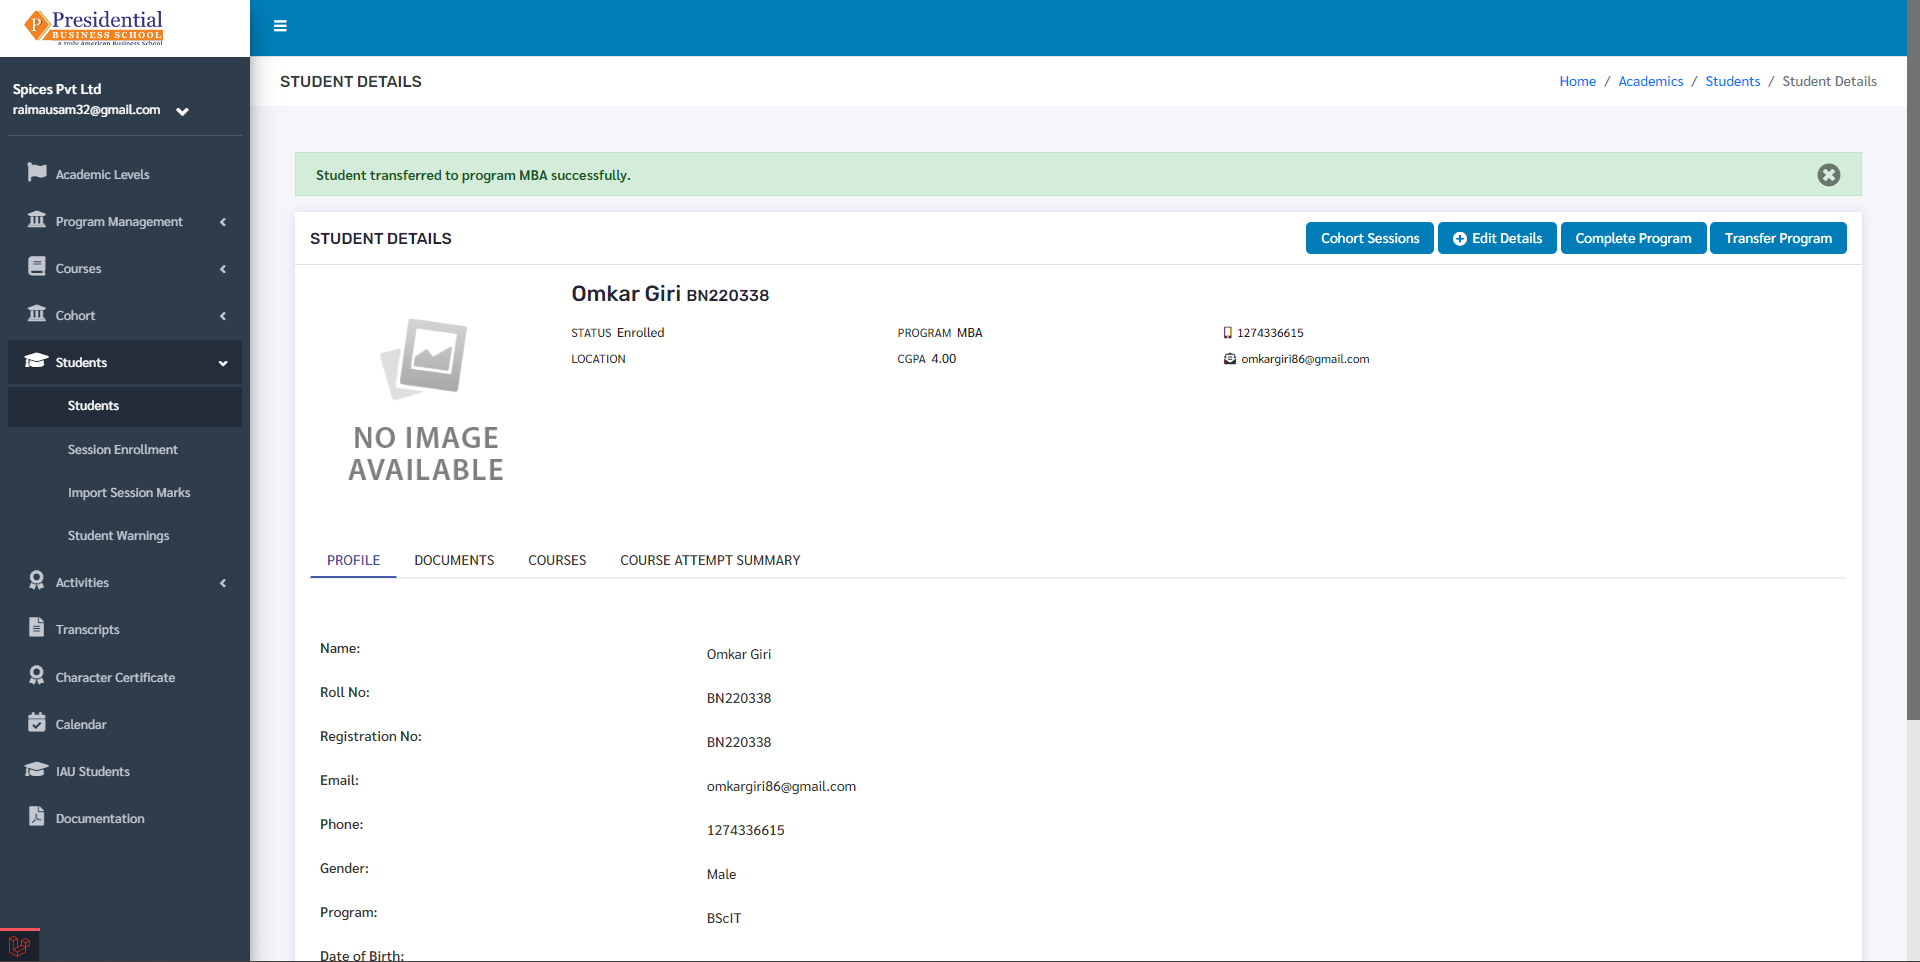 Presidential
BUSINESS SCHOOL
a truly American Business School
Spices Pvt Ltd
raimausam32@gmail.com
Academic Levels
Program Management
Courses
Cohort
Students
Students
Session Enrollment
Import Session Marks
Student Warnings
Activities
Transcripts
Character Certificate
Calendar
IAU Students
Documentation
STUDENT DETAILS
Home / Academics / Students / Student Details
Student transferred to program MBA successfully.
STUDENT DETAILS
Cohort Sessions
Edit Details
Complete Program
Transfer Program
NO IMAGE
AVAILABLE
Omkar Giri BN220338
STATUS Enrolled
PROGRAM MBA
1274336615
LOCATION
CGPA 4.00
omkargiri86@gmail.com
PROFILE
DOCUMENTS
COURSES
COURSE ATTEMPT SUMMARY
Name:
Omkar Giri
Roll No:
BN220338
Registration No:
BN220338
Email:
omkargiri86@gmail.com
Phone:
1274336615
Gender:
Male
Program:
BScIT
Date of Birth: